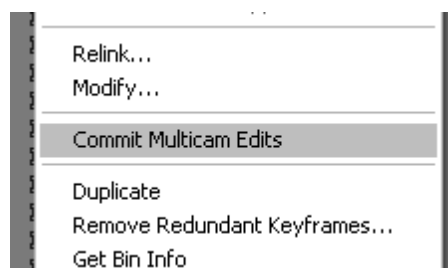 Relink...
Modify...
Commit Multicam Edits
Duplicate
Remove Redundant Keyframes...
Get Bin Info